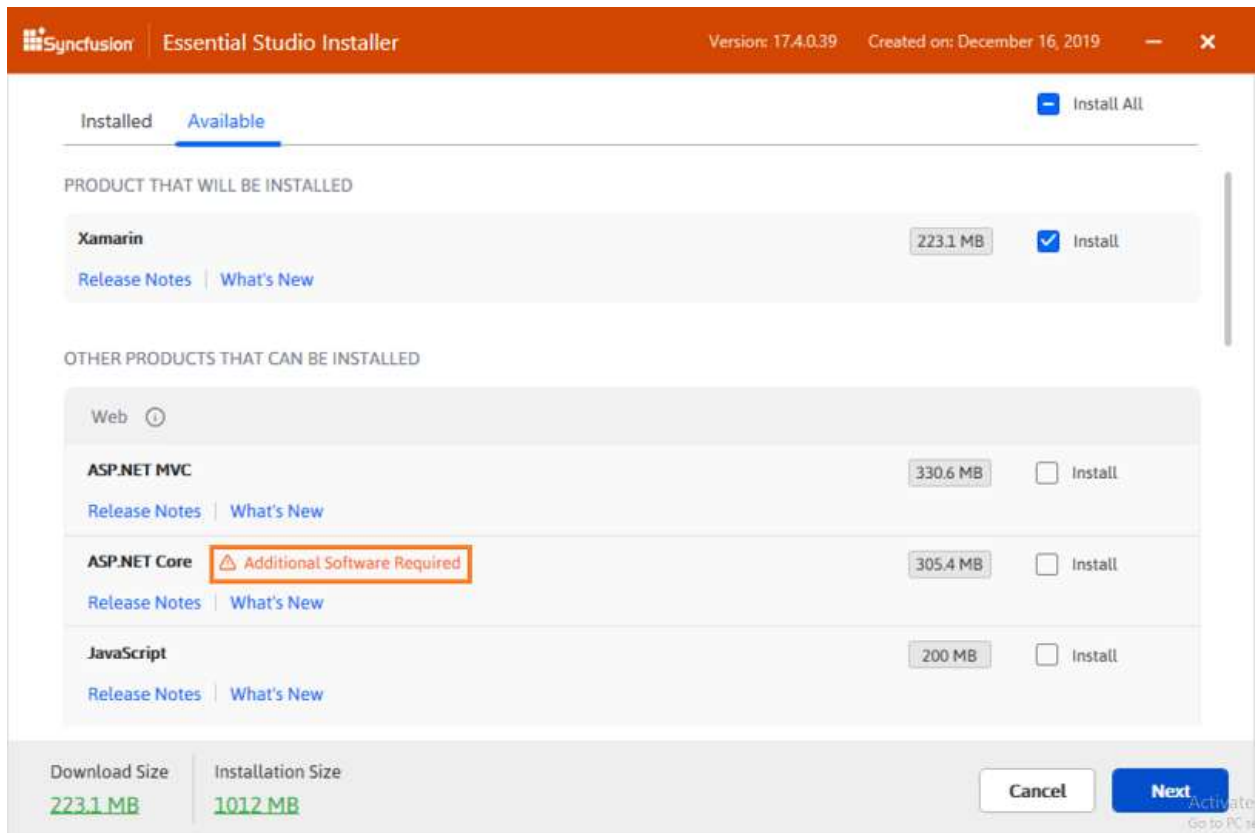 Syncfusion Essential Studio Installer Version: 17.4.0.39 Created on: December 16, 2019
Installed Available Install All
PRODUCT THAT WILL BE INSTALLED
Xamarin 223.1 MB Install
Release Notes What's New
OTHER PRODUCTS THAT CAN BE INSTALLED
Web
ASP.NET MVC 330.6 MB Install
Release Notes What's New
ASP.NET Core Additional Software Required 305.4 MB Install
Release Notes What's New
JavaScript 200 MB Install
Release Notes What's New
Download Size Installation Size
223.1 MB 1012 MB
Cancel Next
Activate
Go to PC